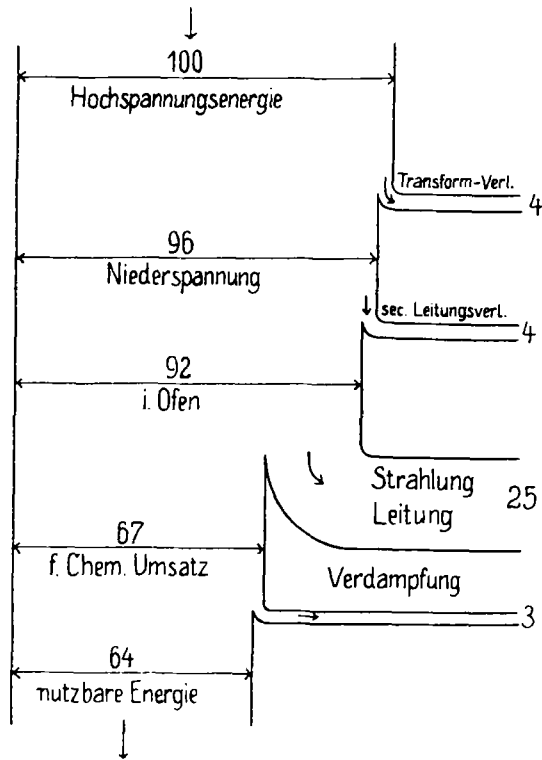 100
Hochspannungsenergie
Transform-Verl.
4
96
Niederspannung
sec. Leitungsverl.
4
92
i. Ofen
Strahlung
Leitung
25
67
f. Chem. Umsatz
Verdampfung
3
64
nutzbare Energie